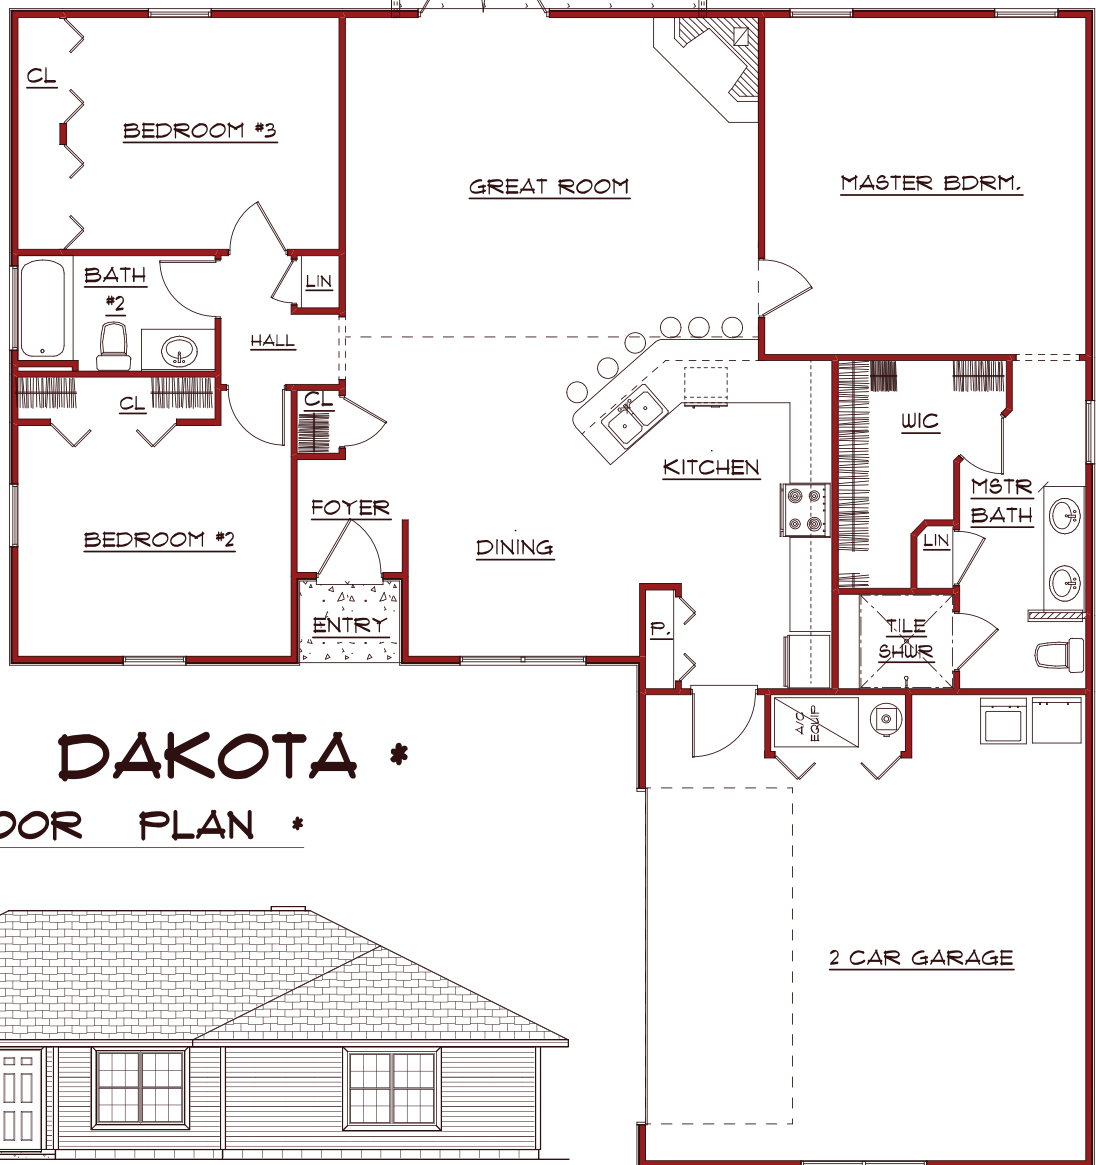 CL
BEDROOM #3
GREAT ROOM
MASTER BDRM.
BATH
#2
LIN
HALL
CL
CL
WIC
KITCHEN
FOYER
MSTR
BATH
BEDROOM #2
DINING
LIN
ENTRY
P.
TILE
SHWR
A/C
EQUIP
DAKOTA *
OOR PLAN *
2 CAR GARAGE